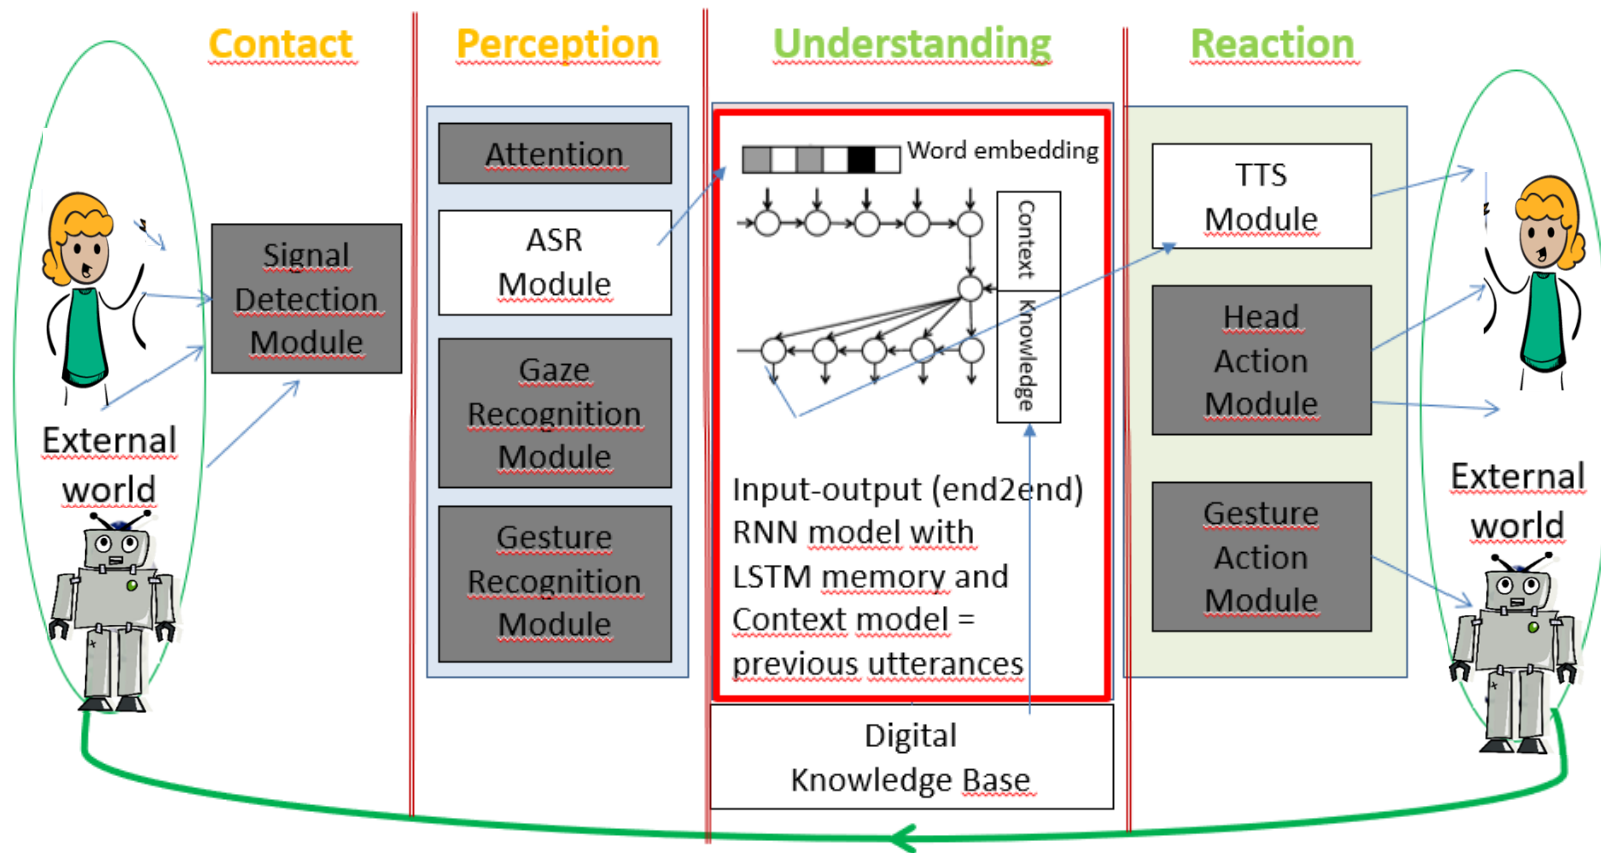 Contact
Perception
Understanding
Reaction
External
world
Signal
Detection
Module
Attention
ASR
Module
Gaze
Recognition
Module
Gesture
Recognition
Module
Word embedding
Context
Knowledge
Input-output (end2end)
RNN model with
LSTM memory and
Context model =
previous utterances
Digital
Knowledge Base
TTS
Module
Head
Action
Module
Gesture
Action
Module
External
world